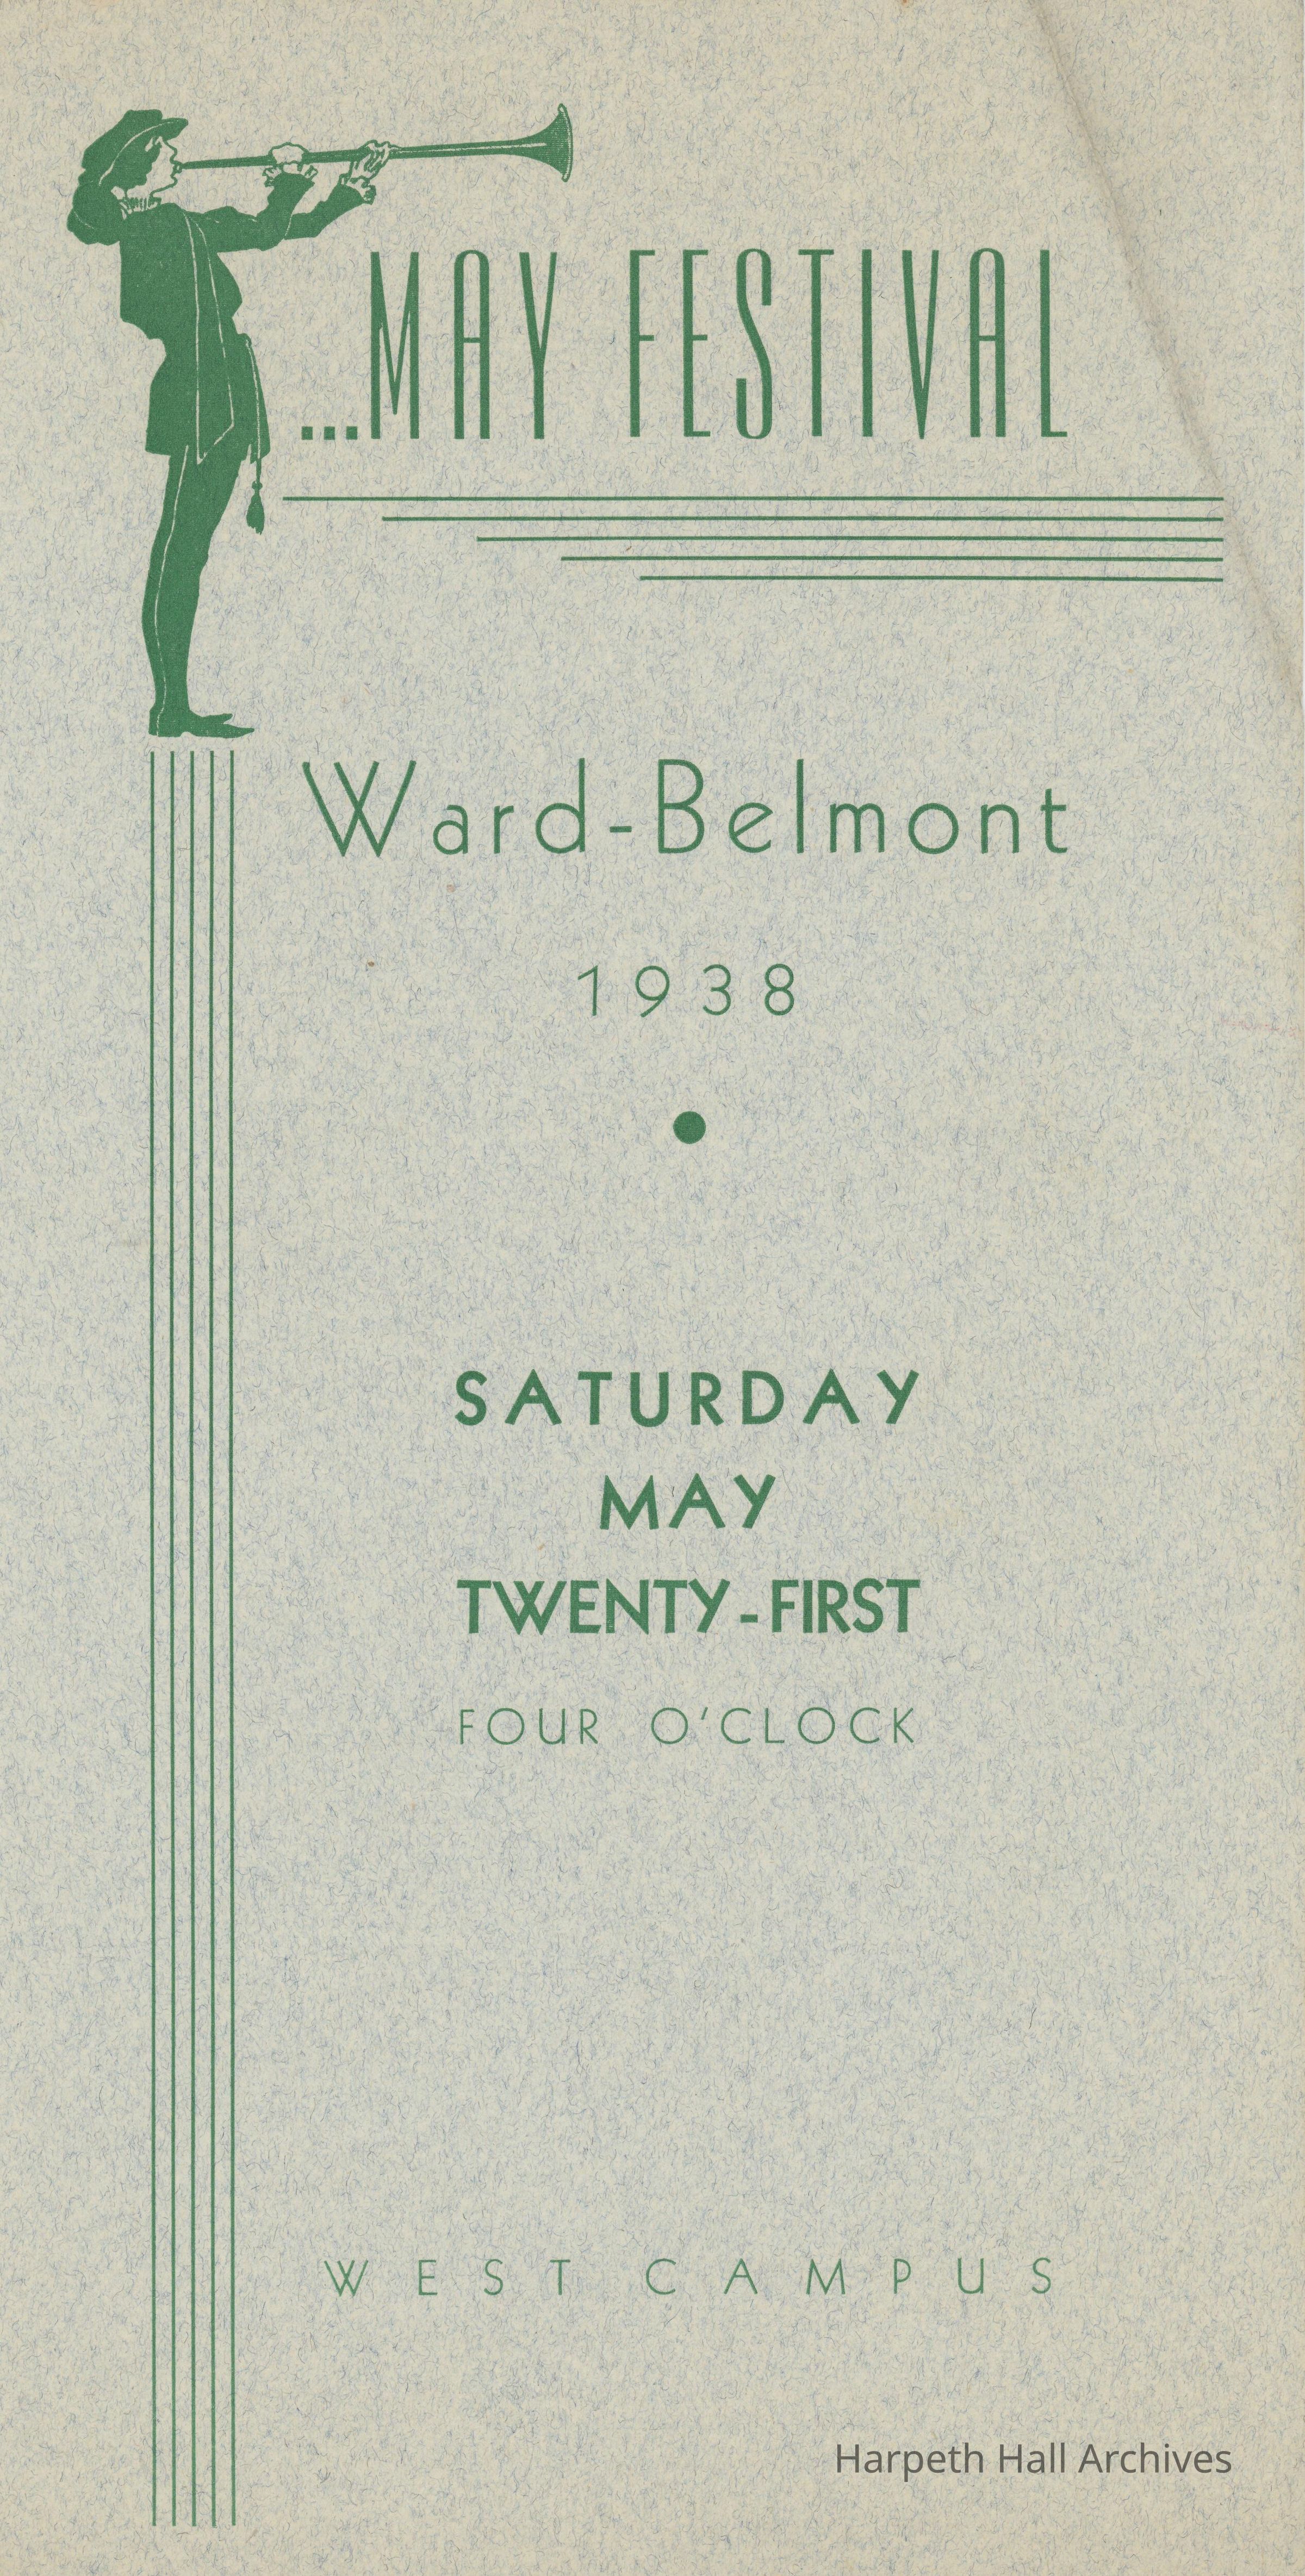 ...MAY FESTIVAL
Ward-Belmont
1938
SATURDAY
MAY
TWENTY-FIRST
FOUR O'CLOCK
WEST CAMPUS
Harpeth Hall Archives